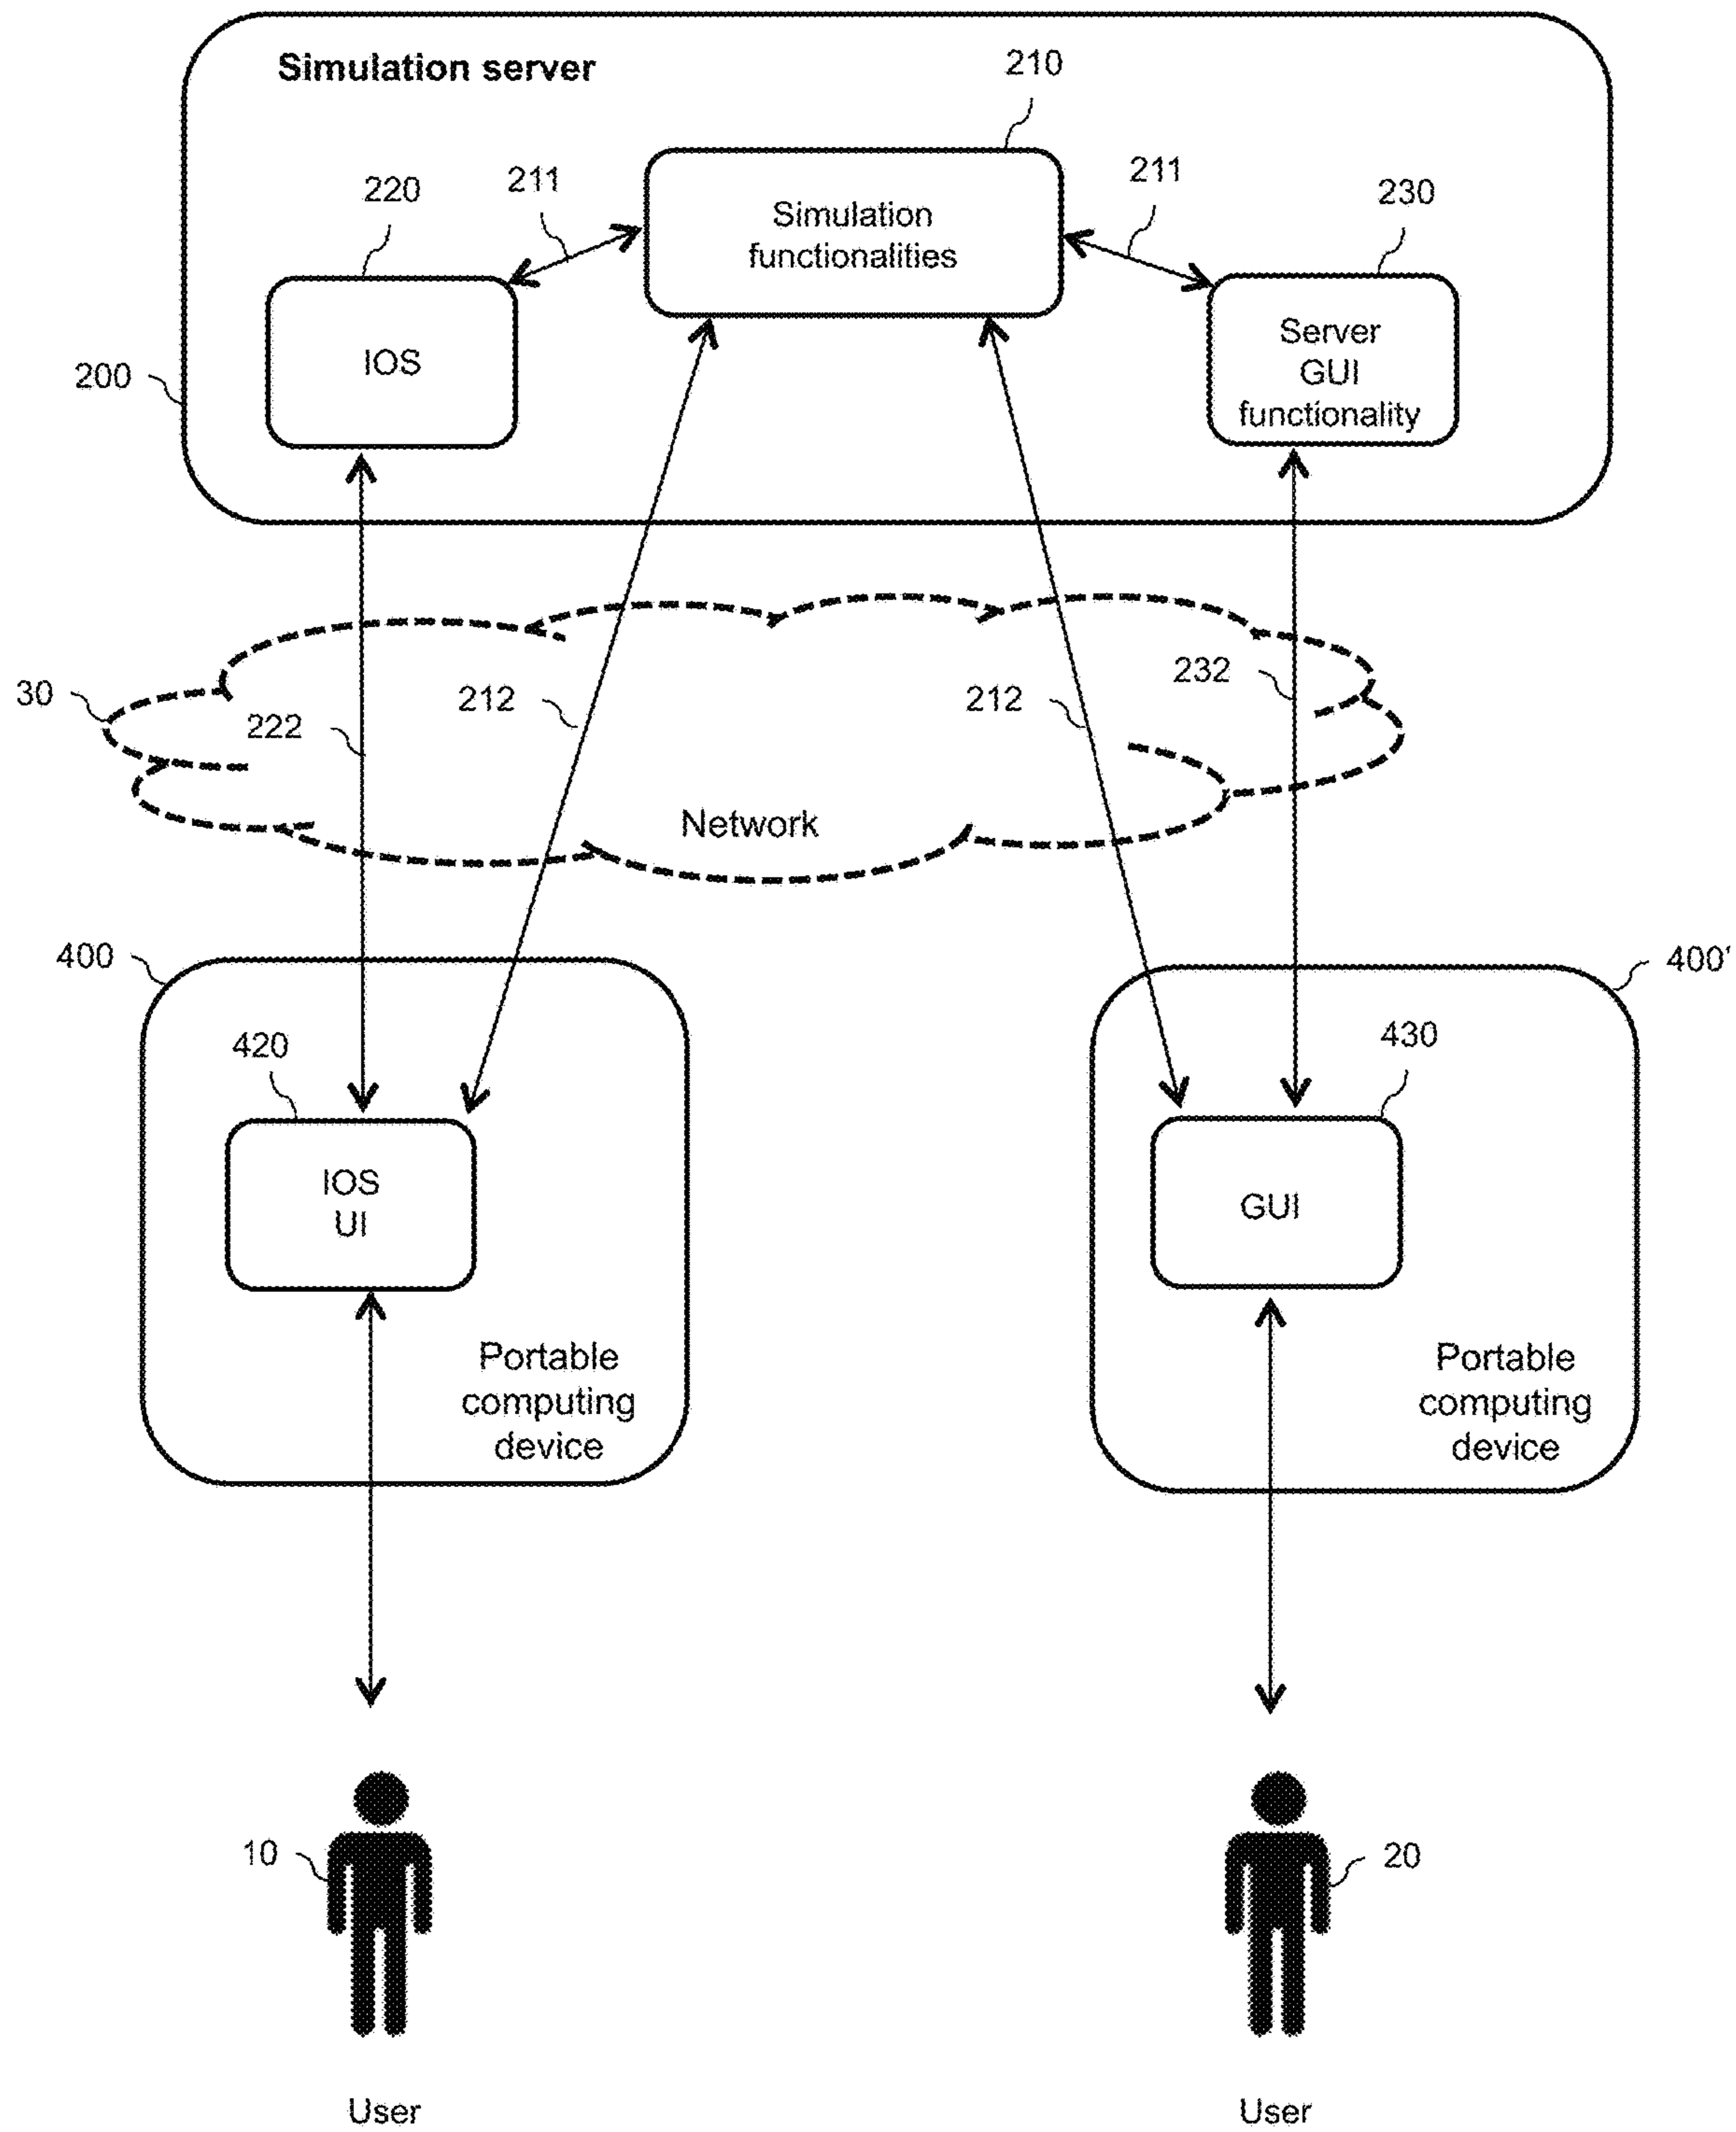 Simulation server
210
220
211
211
230
Simulation
functionalities
IOS
Server
GUI
functionality
200
30
222
212
212
232
Network
400
400'
420
430
IOS
UI
GUI
Portable
computing
device
Portable
computing
device
10
20
User
User